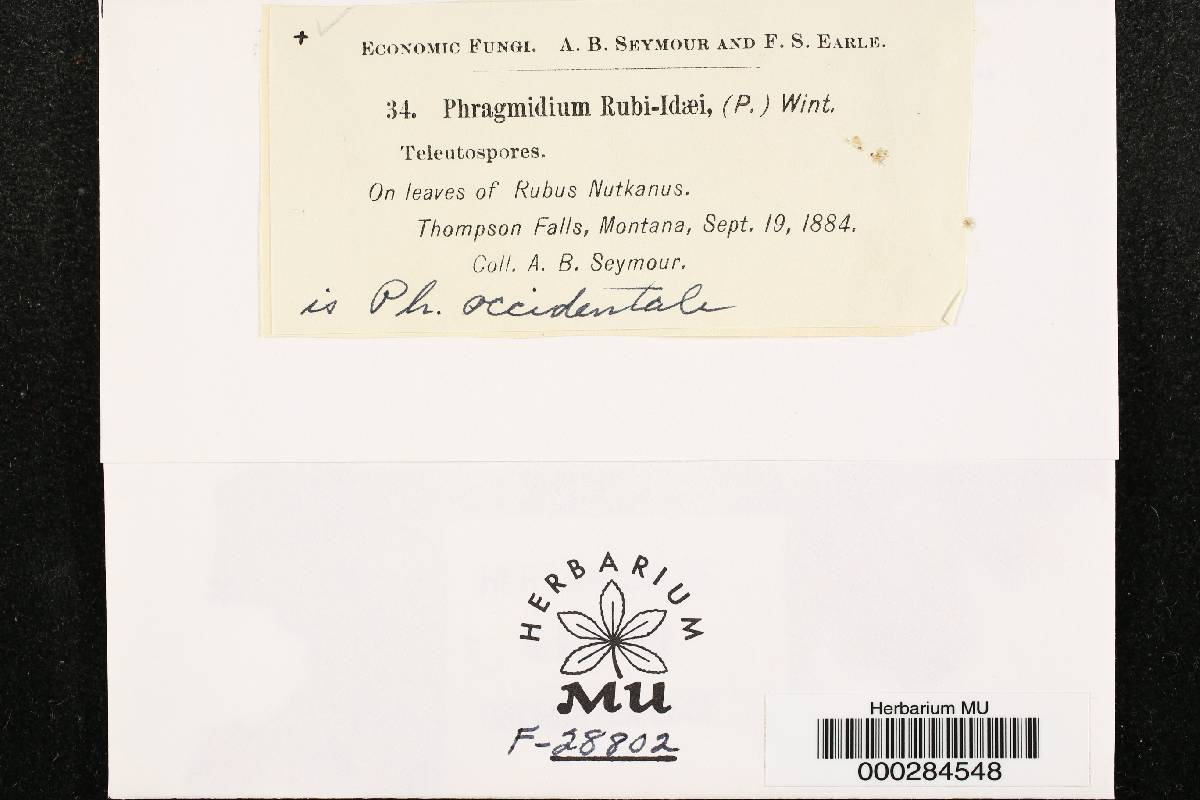 +
ECONOMIC FUNGI. A. B. SEYMOUR AND F. S. EARLE.
34. Phragmidium Rubi-Idæi, (P.) Wint.
Teleutospores.
On leaves of Rubus Nutkanus.
Thompson Falls, Montana, Sept. 19, 1884.
Coll. A. B. Seymour.
is Ph. occidentale
HERBARIUM
MU
F-28802
Herbarium MU
000284548